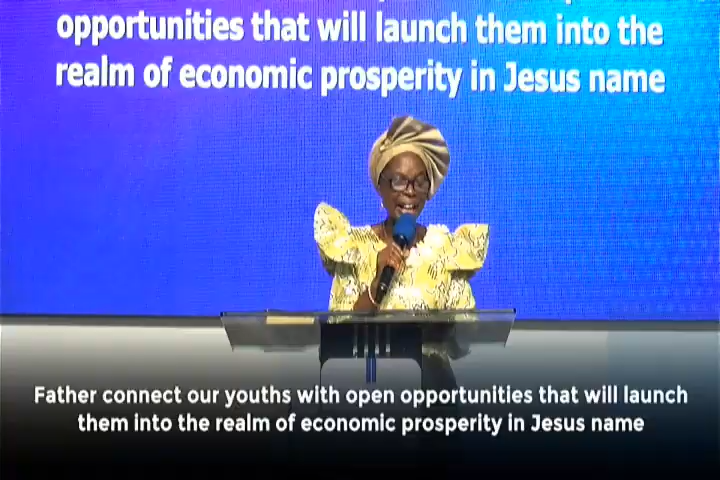 opportunities that will launch them into the
realm of economic prosperity in Jesus name
Father connect our youths with open opportunities that will launch
them into the realm of economic prosperity in Jesus name